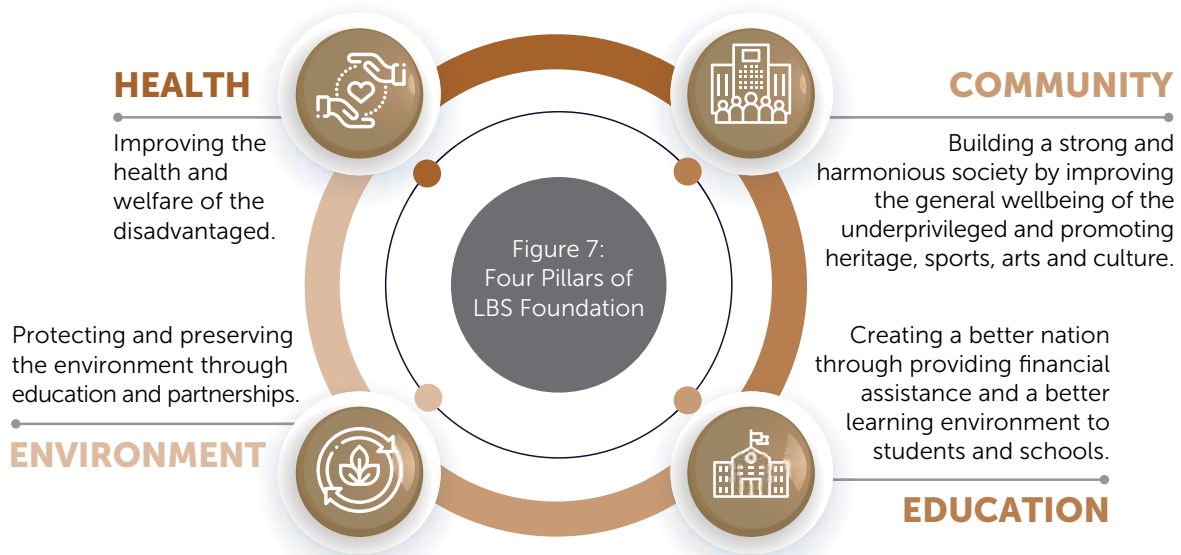 HEALTH
Improving the
health and
welfare of the
disadvantaged.
COMMUNITY
Building a strong and
harmonious society by improving
the general wellbeing of the
underprivileged and promoting
heritage, sports, arts and culture.
Figure 7:
Four Pillars of
LBS Foundation
Protecting and preserving
the environment through
education and partnerships.
ENVIRONMENT
Creating a better nation
through providing financial
assistance and a better
learning environment to
students and schools.
EDUCATION